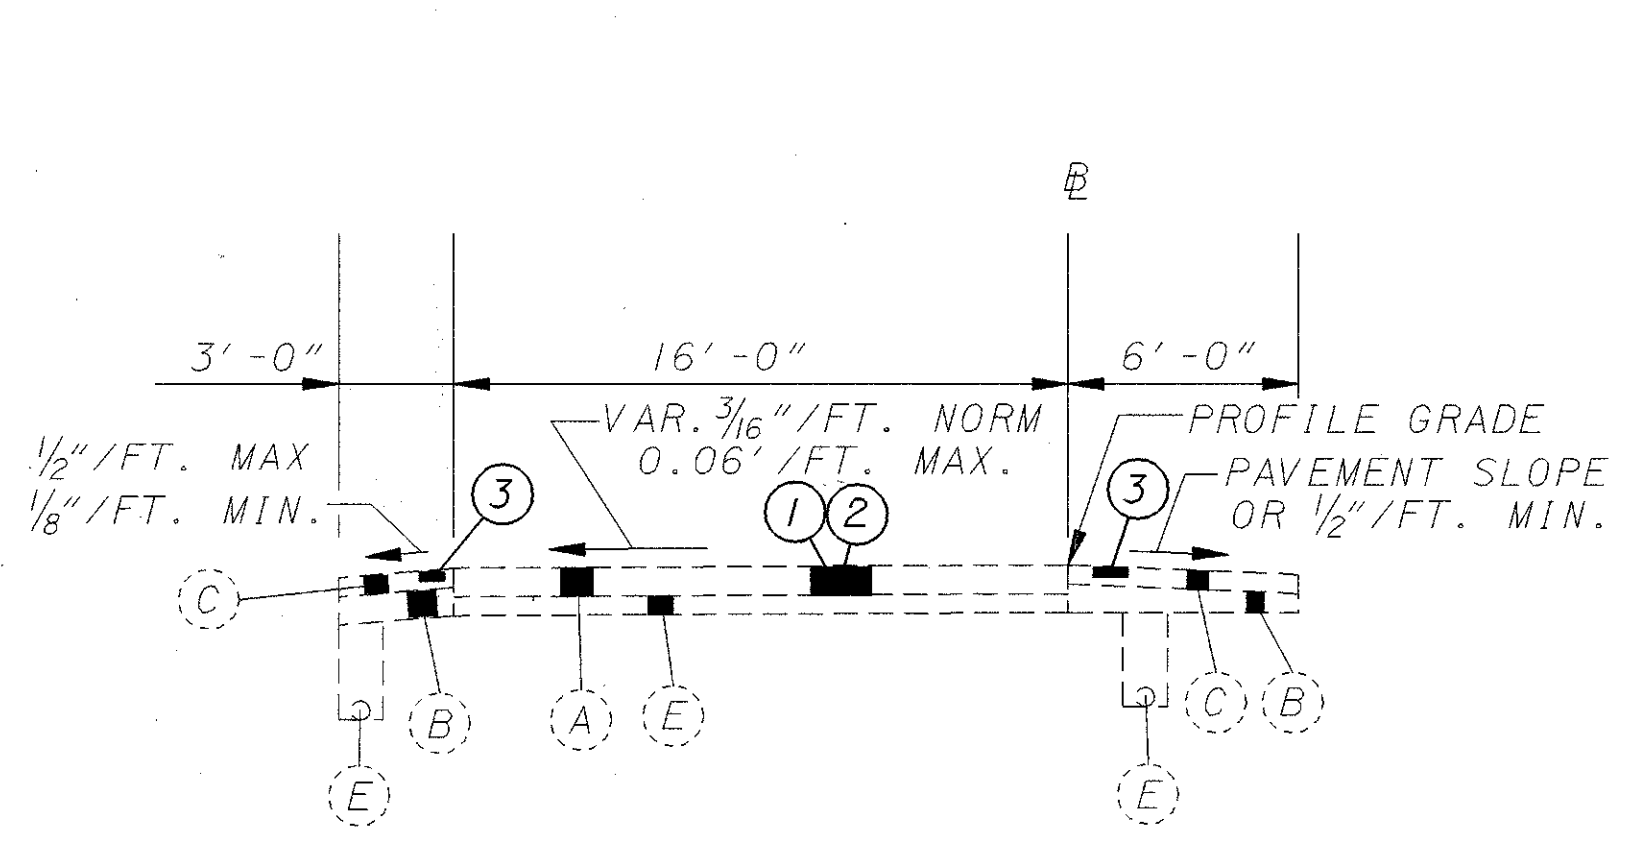 ℄
3'-0"
16'-0"
6'-0"
VAR. 3/16"/FT. NORM
0.06'/FT. MAX.
PROFILE GRADE
1/2"/FT. MAX
1/8"/FT. MIN.
PAVEMENT SLOPE
OR 1/2"/FT. MIN.
3
1
2
3
C
B
A
E
C
B
E
E